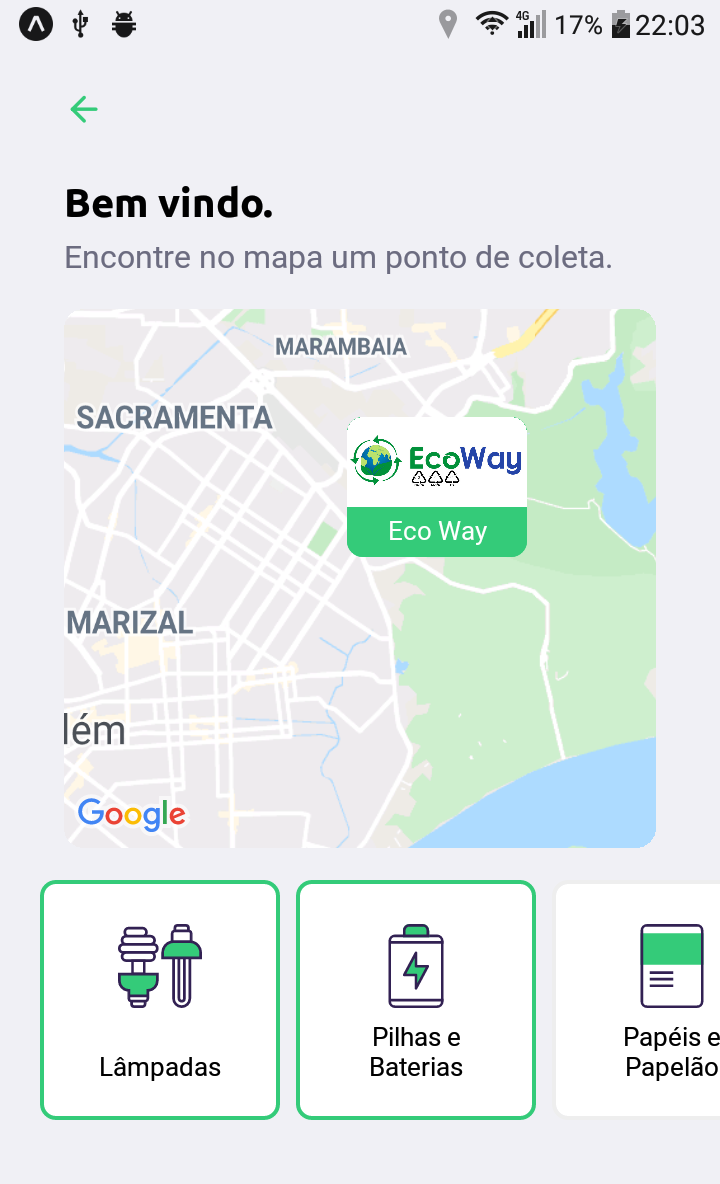 4G 17% 22:03
Bem vindo.
Encontre no mapa um ponto de coleta.
MARAMBAIA
SACRAMENTA
EcoWay
Eco Way
MARIZAL
lém
Google
Lâmpadas
Pilhas e
Baterias
Papéis e
Papelão